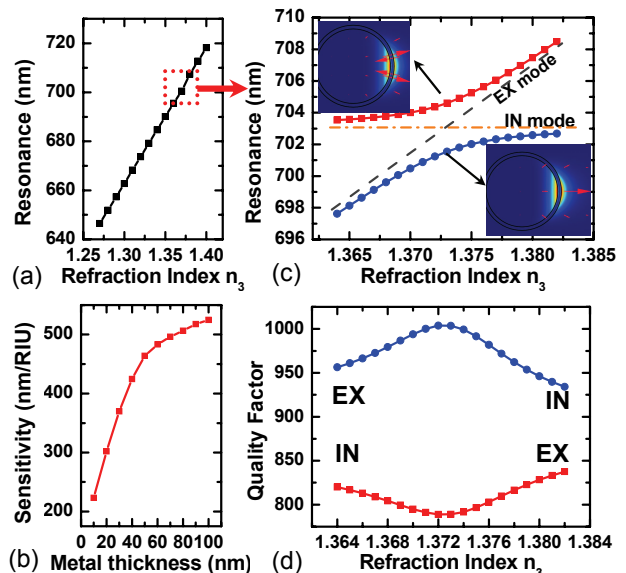 720
700
680
660
640
Resonance (nm)
1.25 1.30 1.35 1.40
(a) Refraction Index n3
710
708
706
704
702
700
698
696
Resonance (nm)
EX mode
IN mode
1.365 1.370 1.375 1.380 1.385
(c) Refraction Index n3
500
400
300
200
Sensitivity (nm/RIU)
0 20 40 60 80100
(b) Metal thickness (nm)
1000
950
900
850
800
Quality Factor
EX IN
IN EX
1.364 1.368 1.372 1.376 1.380 1.384
(d) Refraction Index n3